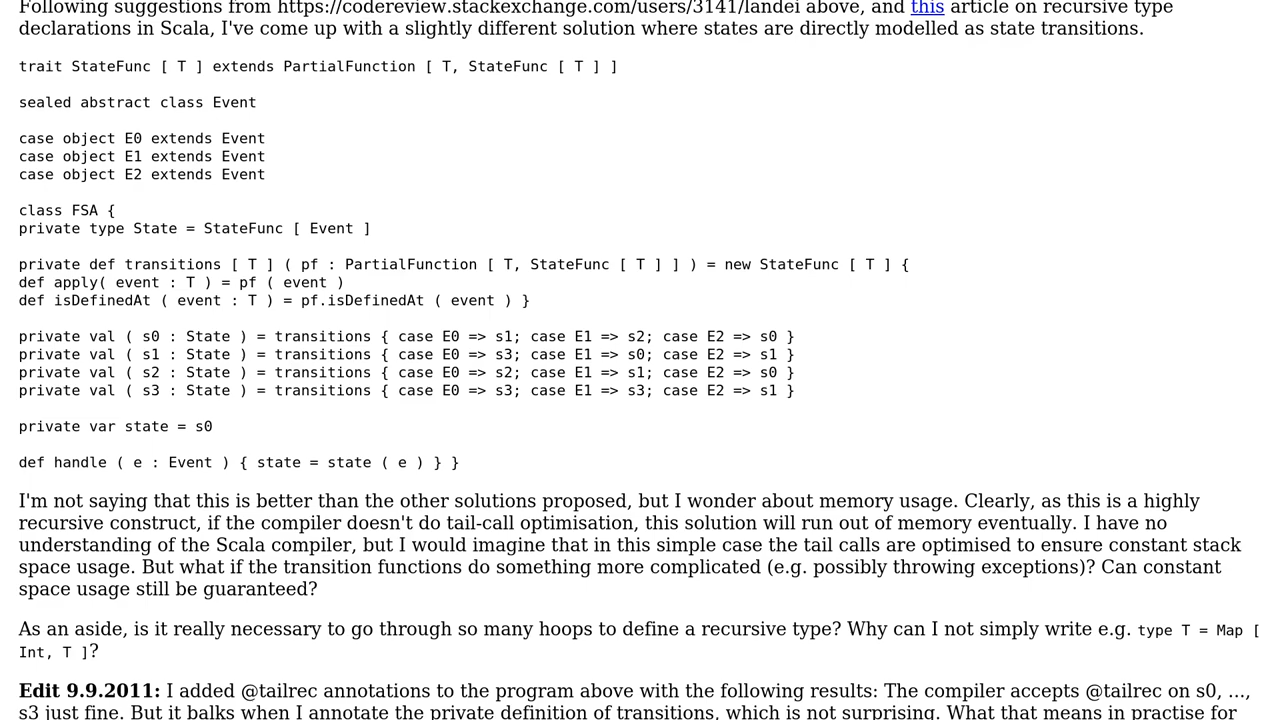 Following suggestions from https://codereview.stackexchange.com/users/3141/landei above, and this article on recursive type
declarations in Scala, I've come up with a slightly different solution where states are directly modelled as state transitions.
trait StateFunc [ T ] extends PartialFunction [ T, StateFunc [ T ] ]
sealed abstract class Event
case object E0 extends Event
case object E1 extends Event
case object E2 extends Event
class FSA {
private type State = StateFunc [ Event ]
private def transitions [ T ] ( pf : PartialFunction [ T, StateFunc [ T ] ] ) = new StateFunc [ T ] {
def apply( event : T ) = pf ( event )
def isDefinedAt ( event : T ) = pf.isDefinedAt ( event ) }
private val ( s0 : State ) = transitions { case E0 => s1; case E1 => s2; case E2 => s0 }
private val ( s1 : State ) = transitions { case E0 => s3; case E1 => s0; case E2 => s1 }
private val ( s2 : State ) = transitions { case E0 => s2; case E1 => s1; case E2 => s0 }
private val ( s3 : State ) = transitions { case E0 => s3; case E1 => s3; case E2 => s1 }
private var state = s0
def handle ( e : Event ) { state = state ( e ) } }
I'm not saying that this is better than the other solutions proposed, but I wonder about memory usage. Clearly, as this is a highly
recursive construct, if the compiler doesn't do tail-call optimisation, this solution will run out of memory eventually. I have no
understanding of the Scala compiler, but I would imagine that in this simple case the tail calls are optimised to ensure constant stack
space usage. But what if the transition functions do something more complicated (e.g. possibly throwing exceptions)? Can constant
space usage still be guaranteed?
As an aside, is it really necessary to go through so many hoops to define a recursive type? Why can I not simply write e.g. type T = Map [
Int, T ]?
Edit 9.9.2011: I added @tailrec annotations to the program above with the following results: The compiler accepts @tailrec on s0, ...,
s3 just fine. But it balks when I annotate the private definition of transitions, which is not surprising. What that means in practise for